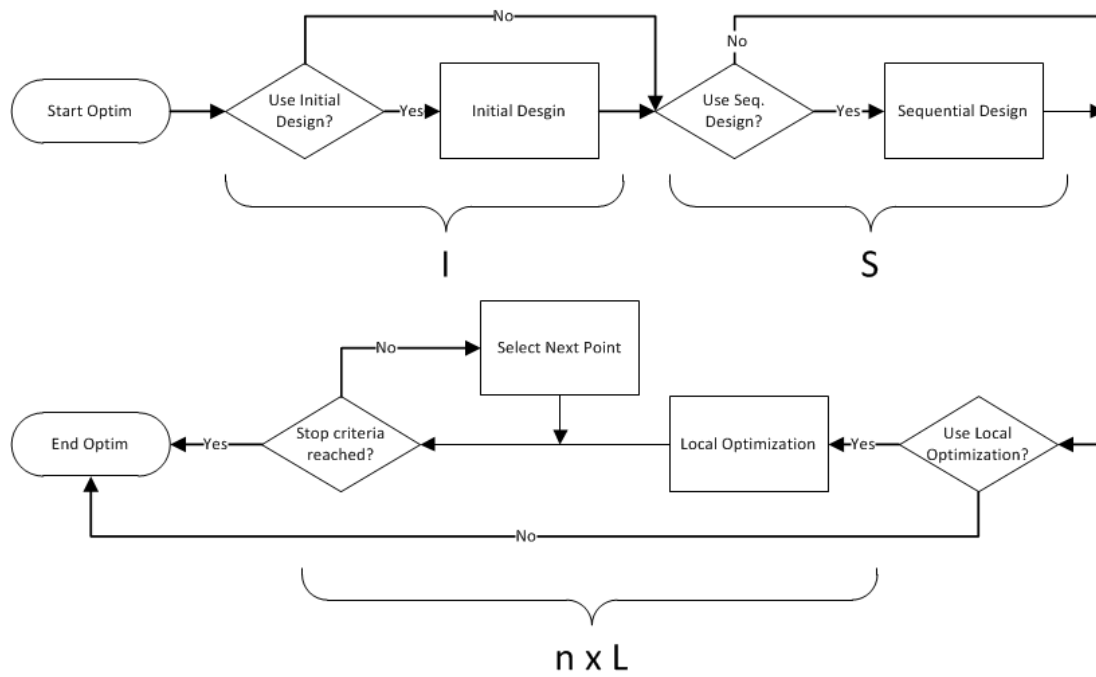 No
No
Start Optim
Use Initial
Design?
Yes
Initial Desgin
Use Seq.
Design?
Yes
Sequential Design
I
S
No
Select Next Point
End Optim
Yes
Stop criteria
reached?
Local Optimization
Yes
Use Local
Optimization?
No
n x L